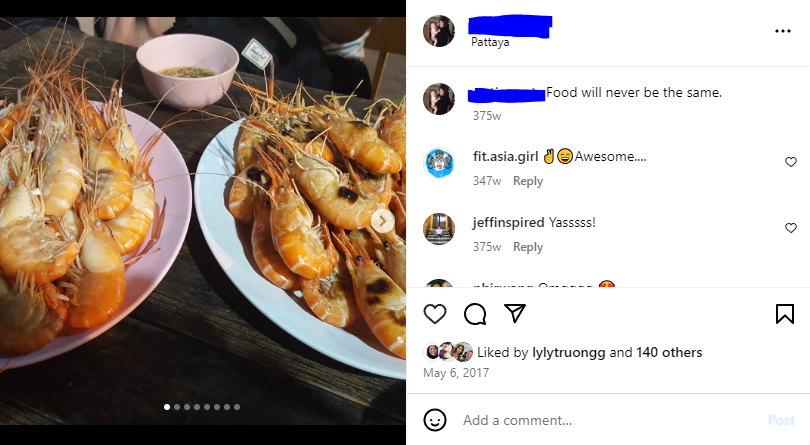 Pattaya
Food will never be the same.
375w
fit.asia.girl ✌😄Awesome....
347w Reply
jeffinspired Yasssss!
375w Reply
Liked by lylytruongg and 140 others
May 6, 2017
Add a comment...
Post